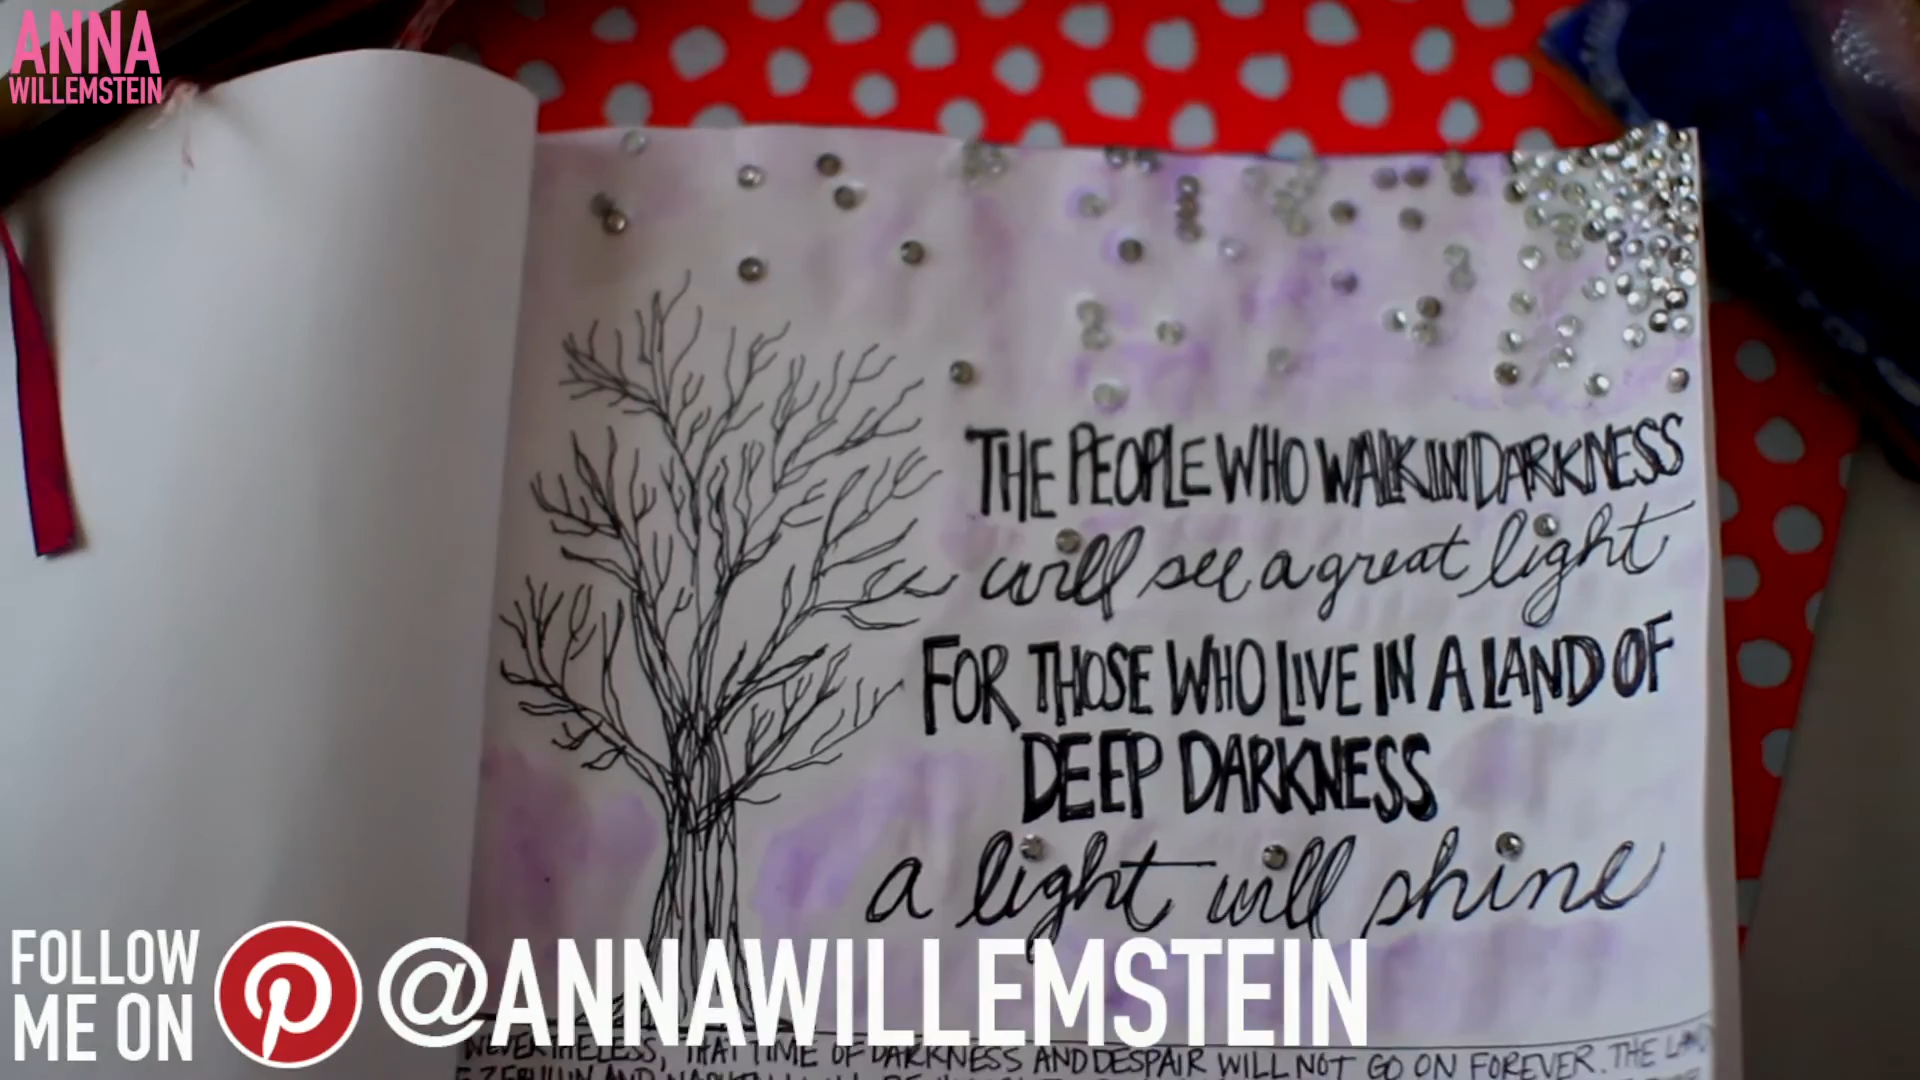 ANNA
WILLEMSTEIN
THE PEOPLE WHO WALK IN DARKNESS
will see a great light
FOR THOSE WHO LIVE IN A LAND OF
DEEP DARKNESS
a light will shine
FOLLOW
ME ON
@ANNAWILLEMSTEIN
NEVERTHELESS, THAT TIME OF DARKNESS AND DESPAIR WILL NOT GO ON FOREVER. THE